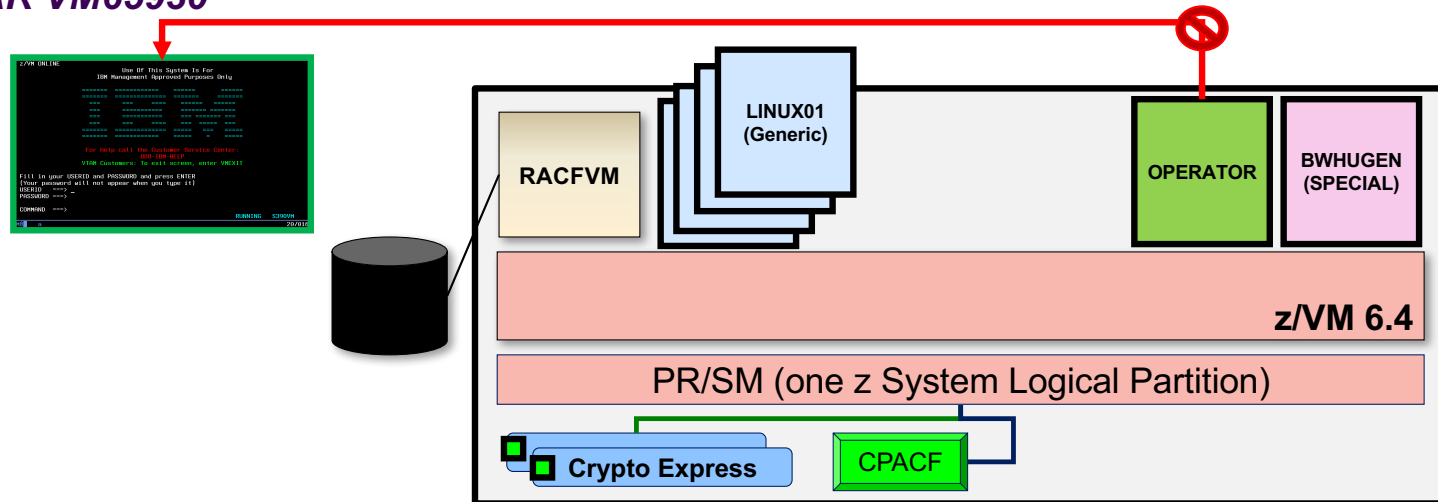 z/VM ONLINE
Use Of This System Is For
IBM Management Approved Purposes Only
For help call the Customer Service Center:
VTAM Customers: To exit screen, enter VMEXIT
Fill in your USERID and PASSWORD and press ENTER
(Your password will not appear when you type it)
USERID ===> _
PASSWORD ===>
COMMAND ===>
RUNNING S390VM
20/016
RACFVM
LINUX01
(Generic)
OPERATOR
BWHUGEN
(SPECIAL)
z/VM 6.4
PR/SM (one z System Logical Partition)
Crypto Express
CPACF